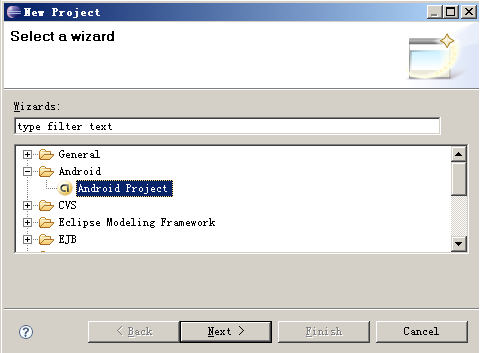 New Project
Select a wizard
Wizards:
type filter text
General
Android
Android Project
CVS
Eclipse Modeling Framework
EJB
< Back
Next >
Finish
Cancel